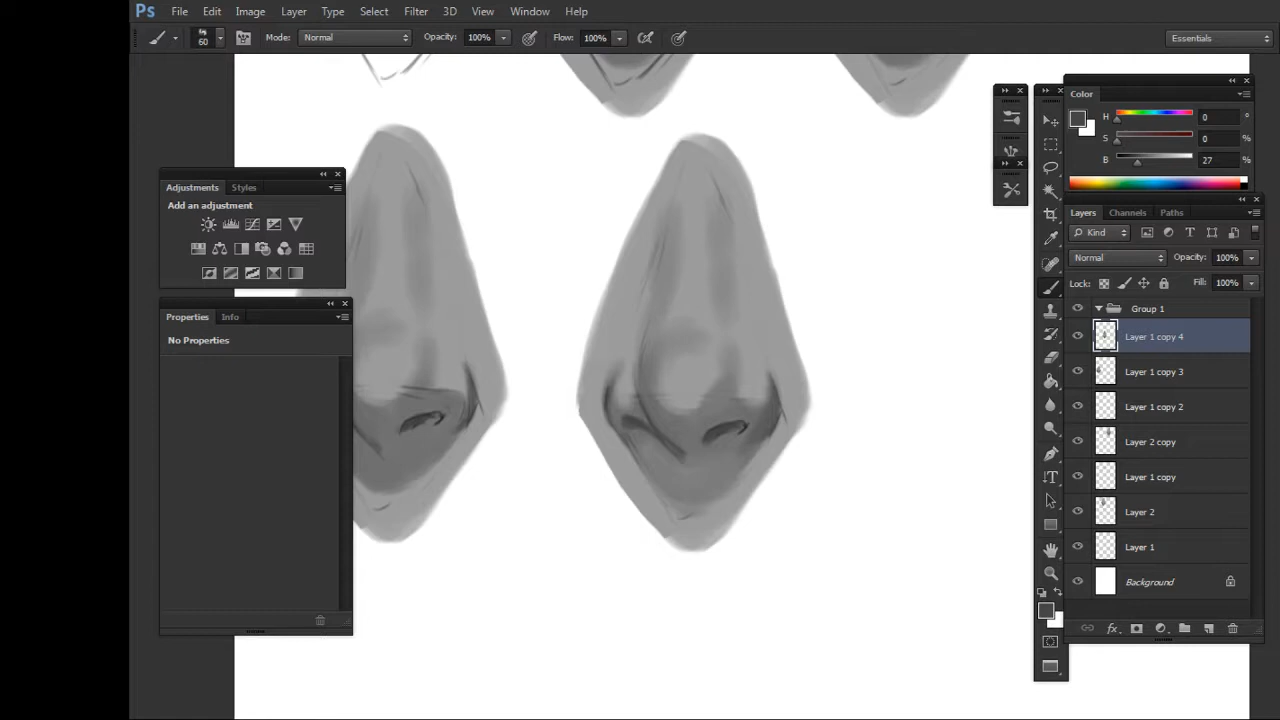 Ps File Edit Image Layer Type Select Filter 3D View Window Help
60 Mode: Normal Opacity: 100% Flow: 100% Essentials
Color
H 0 °
S 0 %
B 27 %
Adjustments Styles
Add an adjustment
Properties Info
No Properties
Layers Channels Paths
Kind
Normal Opacity: 100%
Lock: Fill: 100%
Group 1
Layer 1 copy 4
Layer 1 copy 3
Layer 1 copy 2
Layer 2 copy
Layer 1 copy
Layer 2
Layer 1
Background
fx